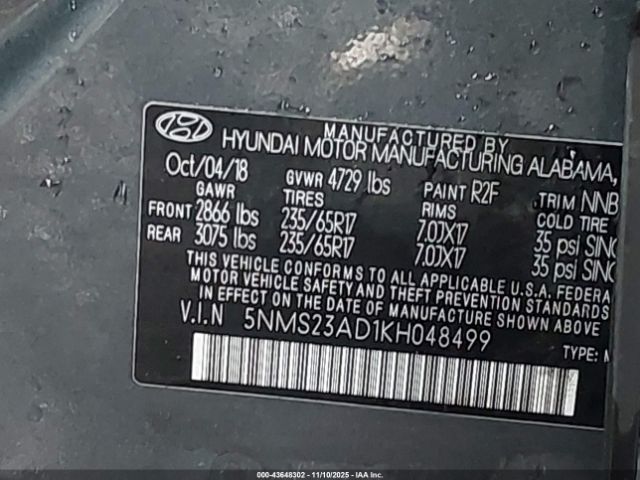 MANUFACTURED BY
HYUNDAI MOTOR MANUFACTURING ALABAMA,
Oct/04/18 GVWR 4729 lbs PAINT R2F TRIM NNB
GAWR TIRES RIMS COLD TIRE
FRONT 2866 lbs 235/65R17 7.0JX17 35 psi SING
REAR 3075 lbs 235/65R17 7.0JX17 35 psi SING
THIS VEHICLE CONFORMS TO ALL APPLICABLE U.S.A FEDERA
MOTOR VEHICLE SAFETY AND THEFT PREVENTION STANDARDS
IN EFFECT ON THE DATE OF MANUFACTURE SHOWN ABOVE
V.I.N 5NMS23AD1KH048499
TYPE:
000-43648302 - 11/10/2025 - IAAI Inc.